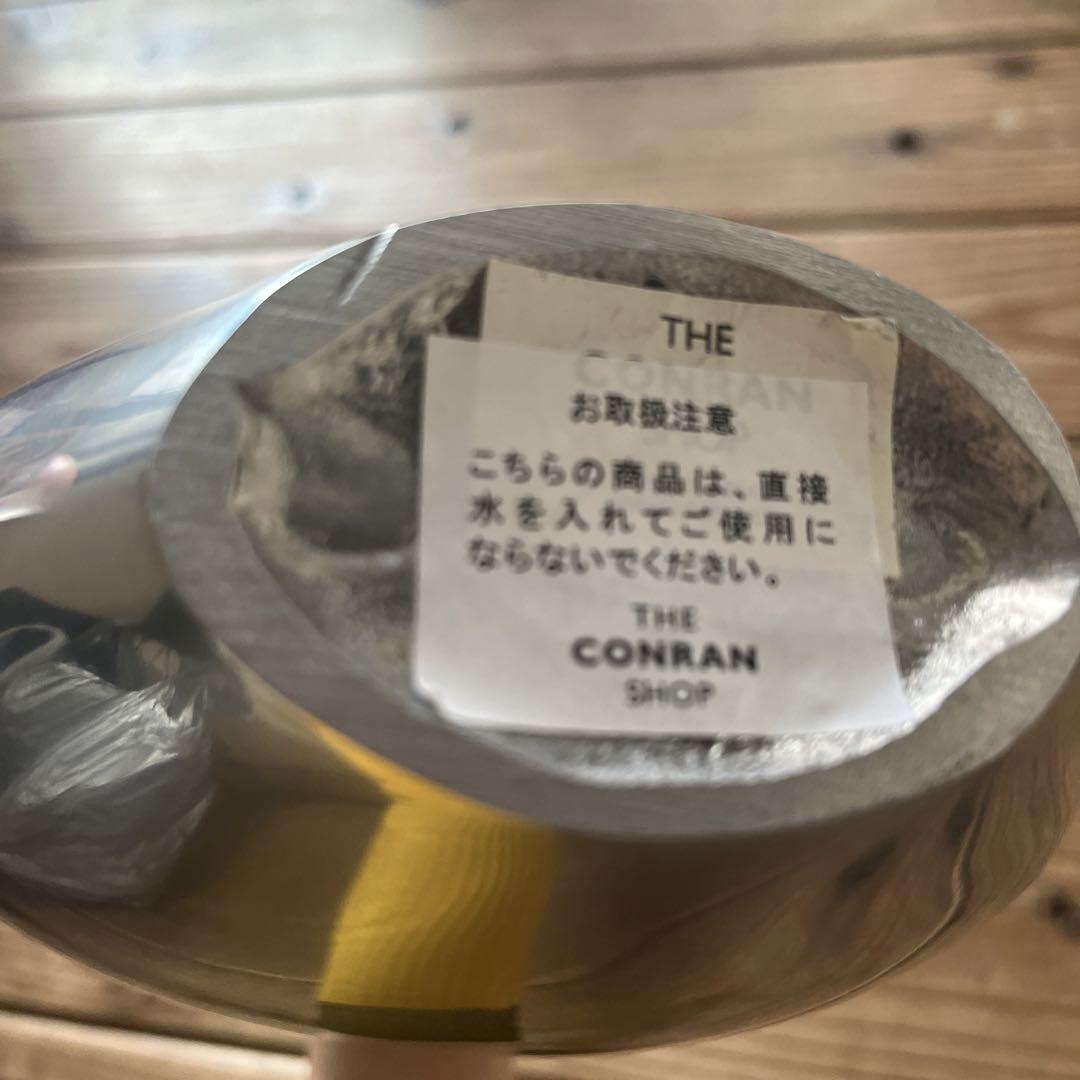 THE
CONRAN
お取扱注意
こちらの商品は、直接
水を入れてご使用に
ならないでください。
THE
CONRAN
SHOP